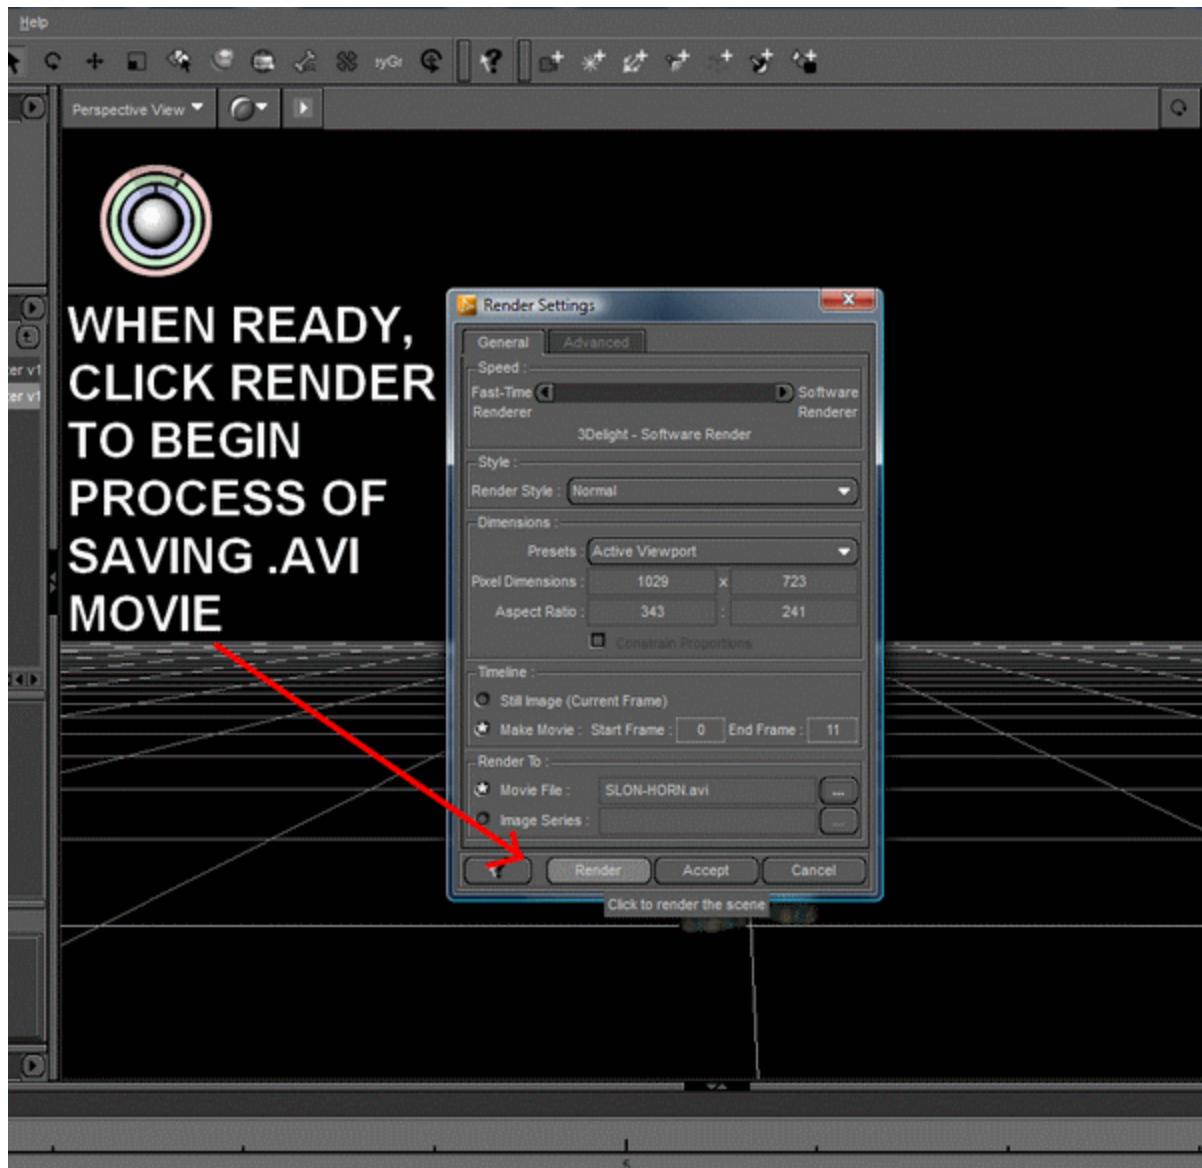 Help
Perspective View
WHEN READY,
CLICK RENDER
TO BEGIN
PROCESS OF
SAVING .AVI
MOVIE
Render Settings
General Advanced
Speed :
Fast-Time Software
Renderer Renderer
3Delight - Software Render
Style :
Render Style : Normal
Dimensions :
Presets : Active Viewport
Pixel Dimensions : 1029 x 723
Aspect Ratio : 343 : 241
Constrain Proportions
Timeline :
Still Image (Current Frame)
Make Movie : Start Frame : 0 End Frame : 11
Render To :
Movie File : SLON-HORN.avi ...
Image Series : ...
? Render Accept Cancel
Click to render the scene
5